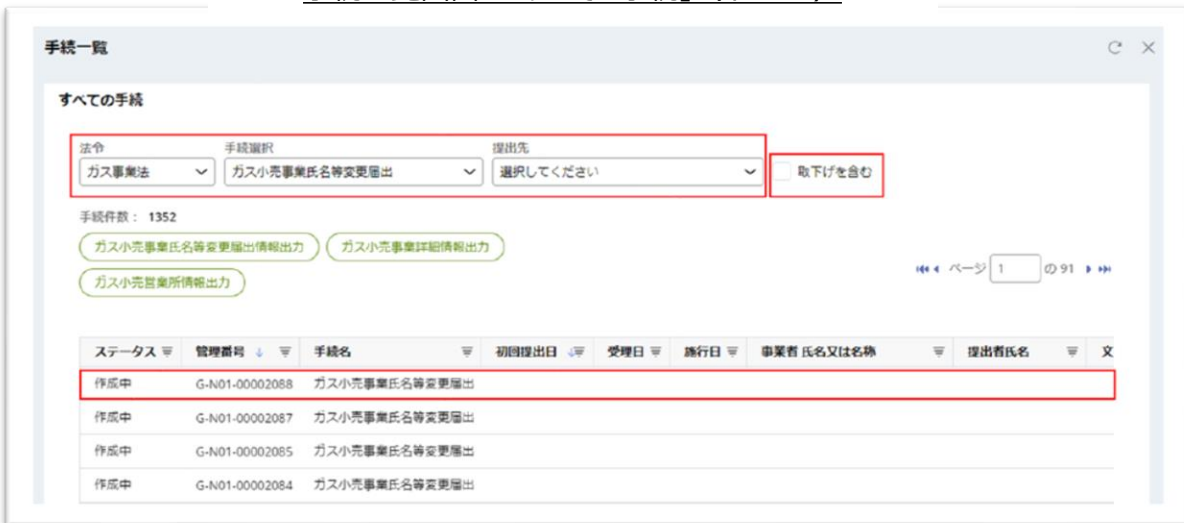 手続一覧
すべての手続
法令 手続選択 提出先
ガス事業法 ガス小売事業氏名等変更届出 選択してください 取下げを含む
手続件数： 1352
ガス小売事業氏名等変更届出情報出力 ガス小売事業詳細情報出力
ガス小売営業所情報出力
ページ 1 の 91
ステータス 管理番号 手続名 初回提出日 受理日 施行日 事業者 氏名又は名称 提出者氏名 文
作成中 G-N01-00002088 ガス小売事業氏名等変更届出
作成中 G-N01-00002087 ガス小売事業氏名等変更届出
作成中 G-N01-00002085 ガス小売事業氏名等変更届出
作成中 G-N01-00002084 ガス小売事業氏名等変更届出